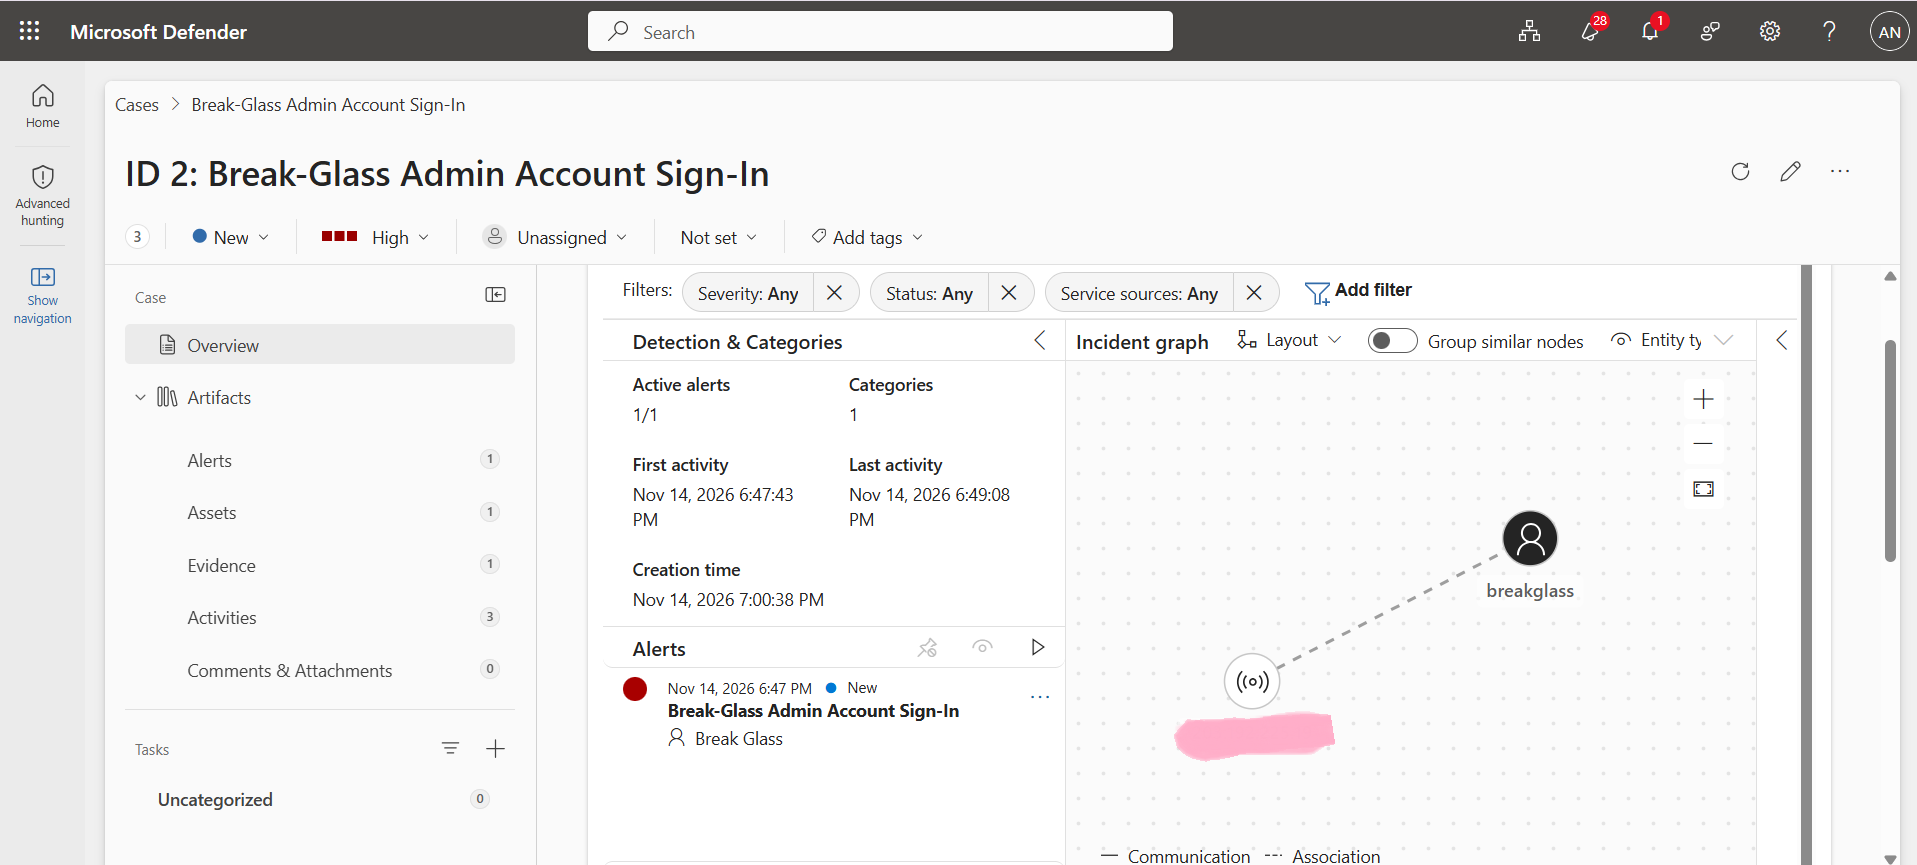 Microsoft Defender
Search
28
1
AN
Home
Advanced
hunting
Show
navigation
Cases > Break-Glass Admin Account Sign-In
ID 2: Break-Glass Admin Account Sign-In
3
New
High
Unassigned
Not set
Add tags
Case
Overview
Artifacts
Alerts 1
Assets 1
Evidence 1
Activities 3
Comments & Attachments 0
Tasks
Uncategorized 0
Filters: Severity: Any Status: Any Service sources: Any Add filter
Detection & Categories
Active alerts Categories
1/1 1
First activity Last activity
Nov 14, 2026 6:47:43 Nov 14, 2026 6:49:08
PM PM
Creation time
Nov 14, 2026 7:00:38 PM
Alerts
Nov 14, 2026 6:47 PM New
Break-Glass Admin Account Sign-In
Break Glass
Incident graph Layout Group similar nodes Entity ty
breakglass
Communication Association